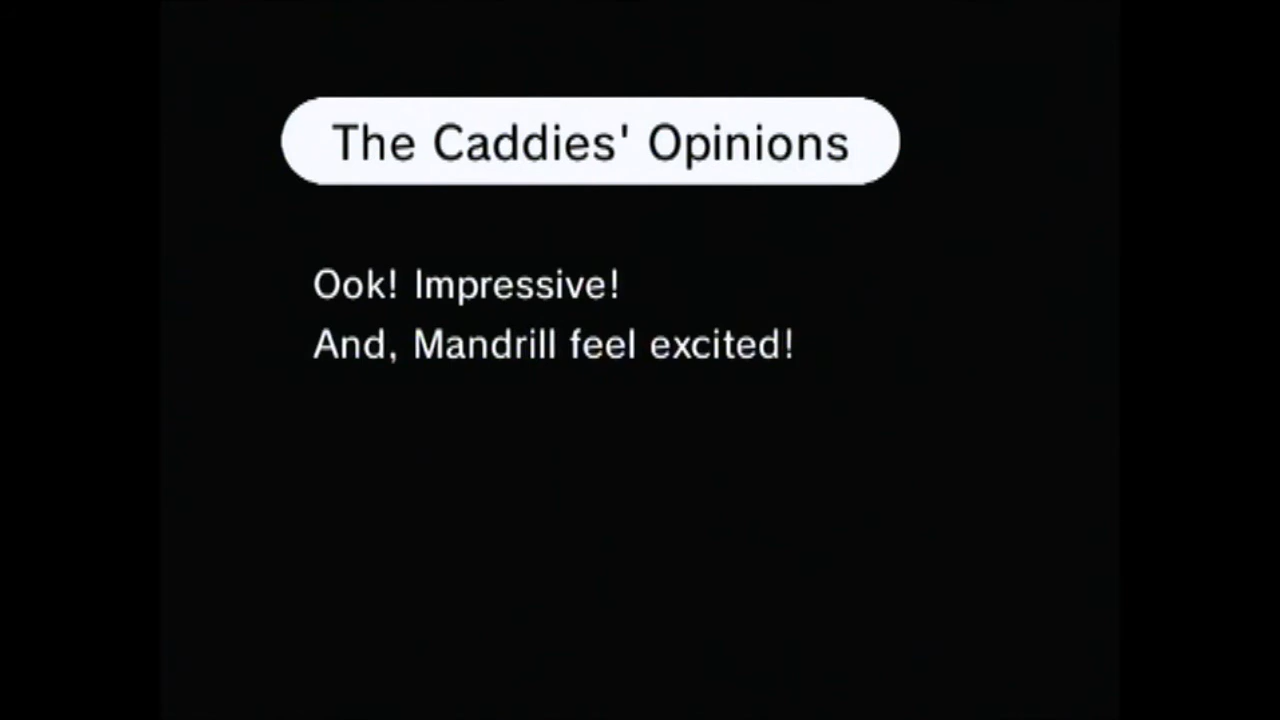 The Caddies' Opinions
Ook! Impressive!
And, Mandrill feel excited!